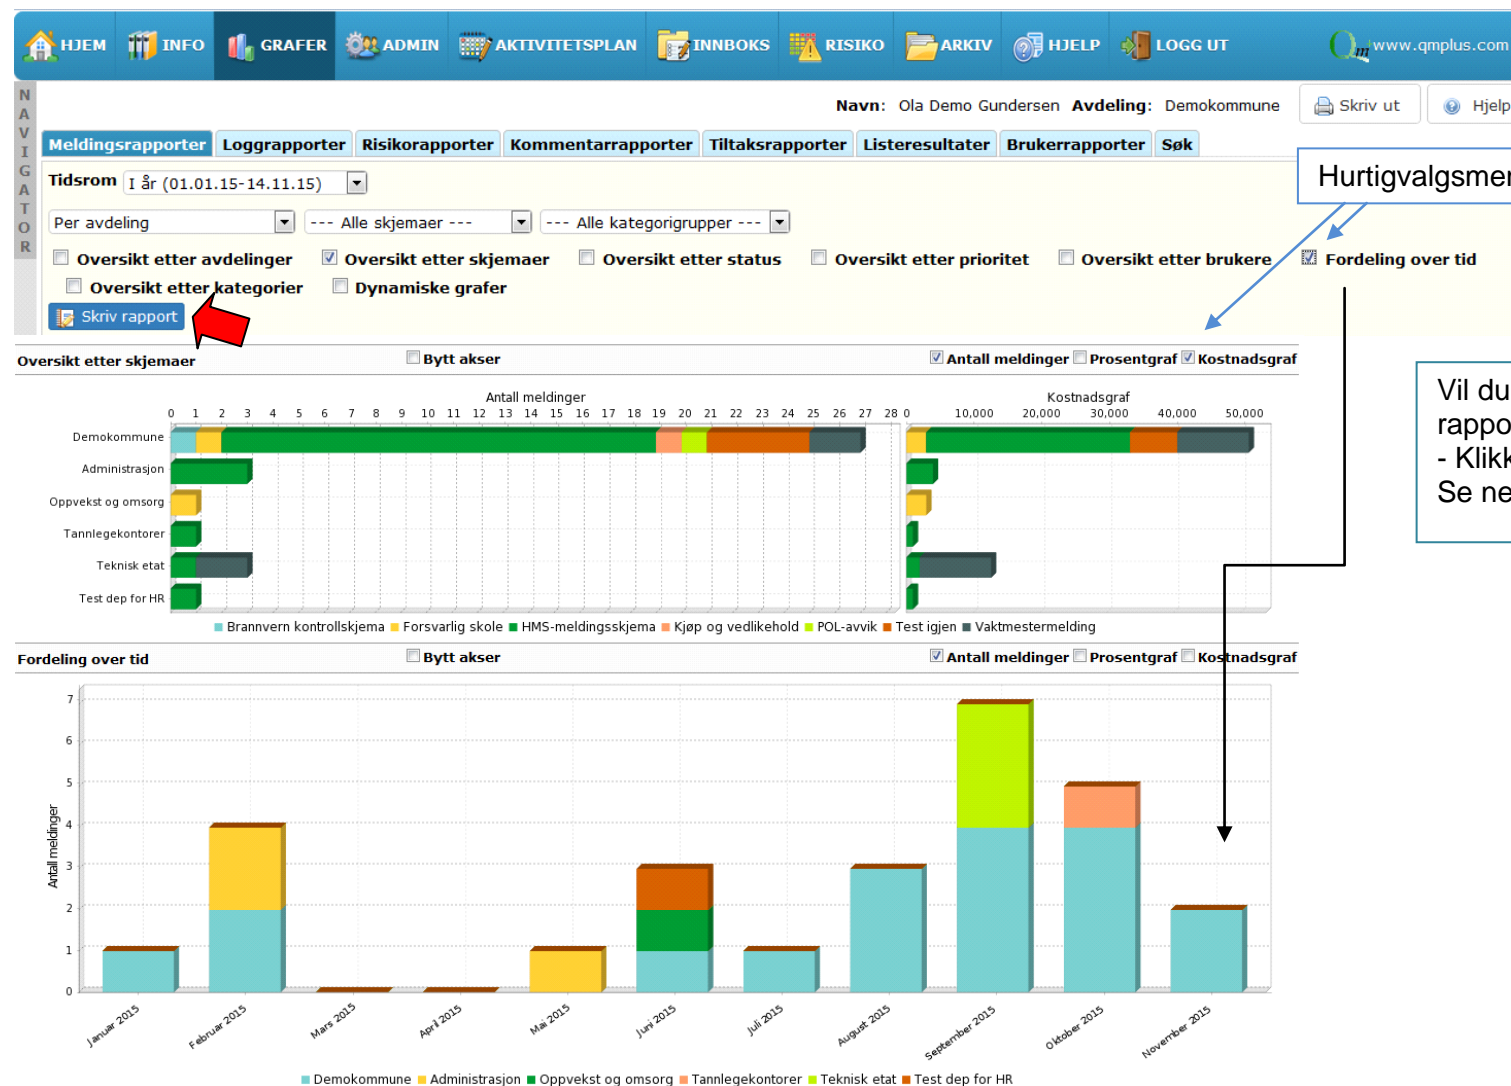 HJEM INFO GRAFER ADMIN AKTIVITETSPLAN INNBOKS RISIKO ARKIV HJELP LOGG UT Qm www.qmplus.com
NAVIGATOR
Navn: Ola Demo Gundersen Avdeling: Demokommune Skriv ut Hjelp
Meldingsrapporter Loggrapporter Risikorapporter Kommentarrapporter Tiltaksrapporter Listeresultater Brukerrapporter Søk
Hurtigvalgsmer
Tidsrom I år (01.01.15-14.11.15)
Per avdeling --- Alle skjemaer --- --- Alle kategorigrupper ---
Oversikt etter avdelinger Oversikt etter skjemaer Oversikt etter status Oversikt etter prioritet Oversikt etter brukere Fordeling over tid
Oversikt etter kategorier Dynamiske grafer
Skriv rapport
Oversikt etter skjemaer Bytt akser Antall meldinger Prosentgraf Kostnadsgraf
Vil du
rappo
- Klikk
Se ne
Antall meldinger Kostnadsgraf
0 1 2 3 4 5 6 7 8 9 10 11 12 13 14 15 16 17 18 19 20 21 22 23 24 25 26 27 28 0 10,000 20,000 30,000 40,000 50,000
Demokommune
Administrasjon
Oppvekst og omsorg
Tannlegekontorer
Teknisk etat
Test dep for HR
Brannvern kontrollskjema Forsvarlig skole HMS-meldingsskjema Kjøp og vedlikehold POL-avvik Test igjen Vaktmestermelding
Fordeling over tid Bytt akser Antall meldinger Prosentgraf Kostnadsgraf
Antall meldinger
7
6
5
4
3
2
1
0
Januar 2015 Februar 2015 Mars 2015 April 2015 Mai 2015 Juni 2015 Juli 2015 August 2015 September 2015 Oktober 2015 November 2015
Demokommune Administrasjon Oppvekst og omsorg Tannlegekontorer Teknisk etat Test dep for HR